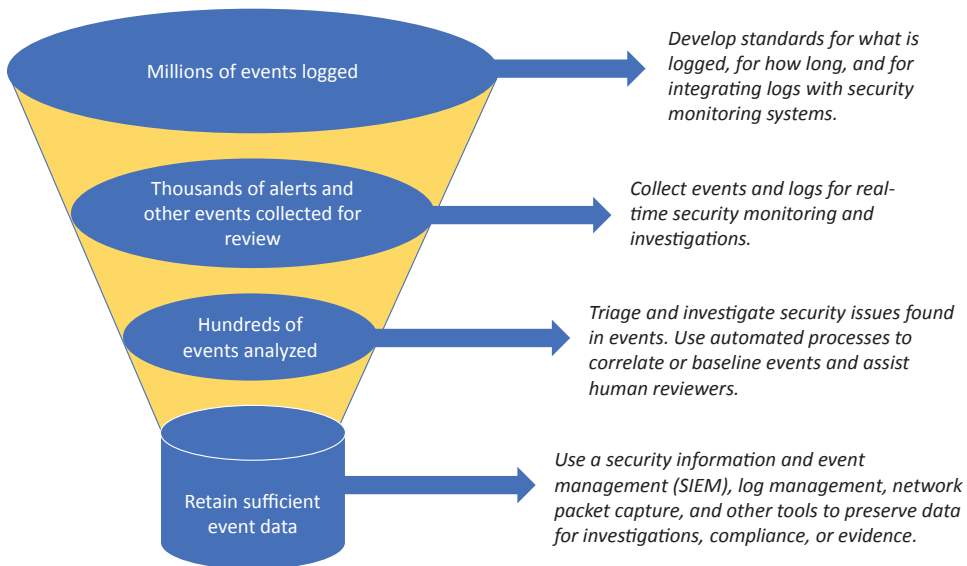 Millions of events logged
Develop standards for what is
logged, for how long, and for
integrating logs with security
monitoring systems.
Thousands of alerts and
other events collected for
review
Collect events and logs for real-
time security monitoring and
investigations.
Hundreds of
events analyzed
Triage and investigate security issues found
in events. Use automated processes to
correlate or baseline events and assist
human reviewers.
Retain sufficient
event data
Use a security information and event
management (SIEM), log management, network
packet capture, and other tools to preserve data
for investigations, compliance, or evidence.